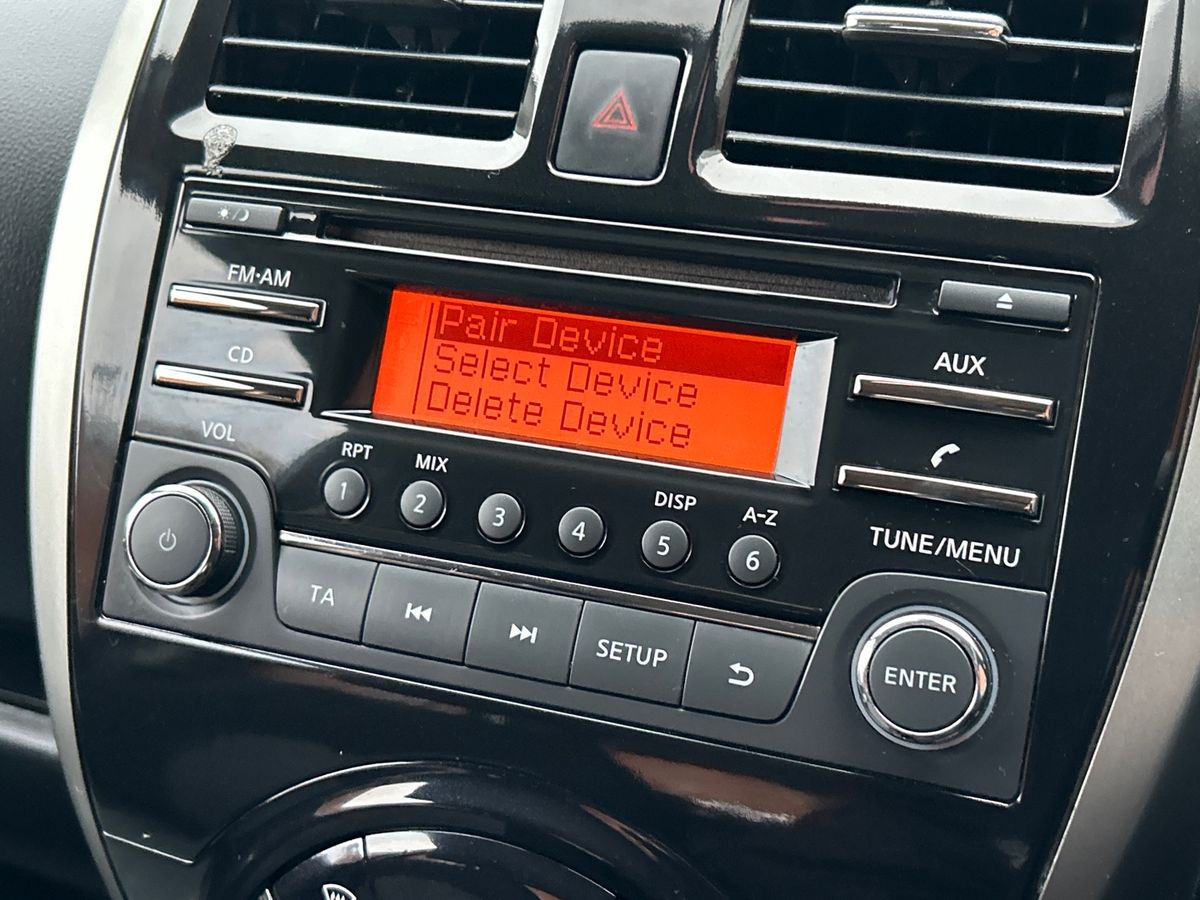 FM·AM
CD
VOL
Pair Device
Select Device
Delete Device
AUX
RPT
MIX
DISP
A-Z
1
2
3
4
5
6
TUNE/MENU
TA
SETUP
ENTER